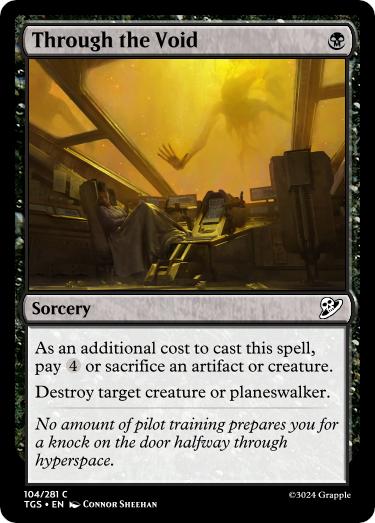 Through the Void
Sorcery
As an additional cost to cast this spell,
pay 4 or sacrifice an artifact or creature.
Destroy target creature or planeswalker.
No amount of pilot training prepares you for
a knock on the door halfway through
hyperspace.
104/281 C
TGS • EN Connor Sheehan
©3024 Grapple